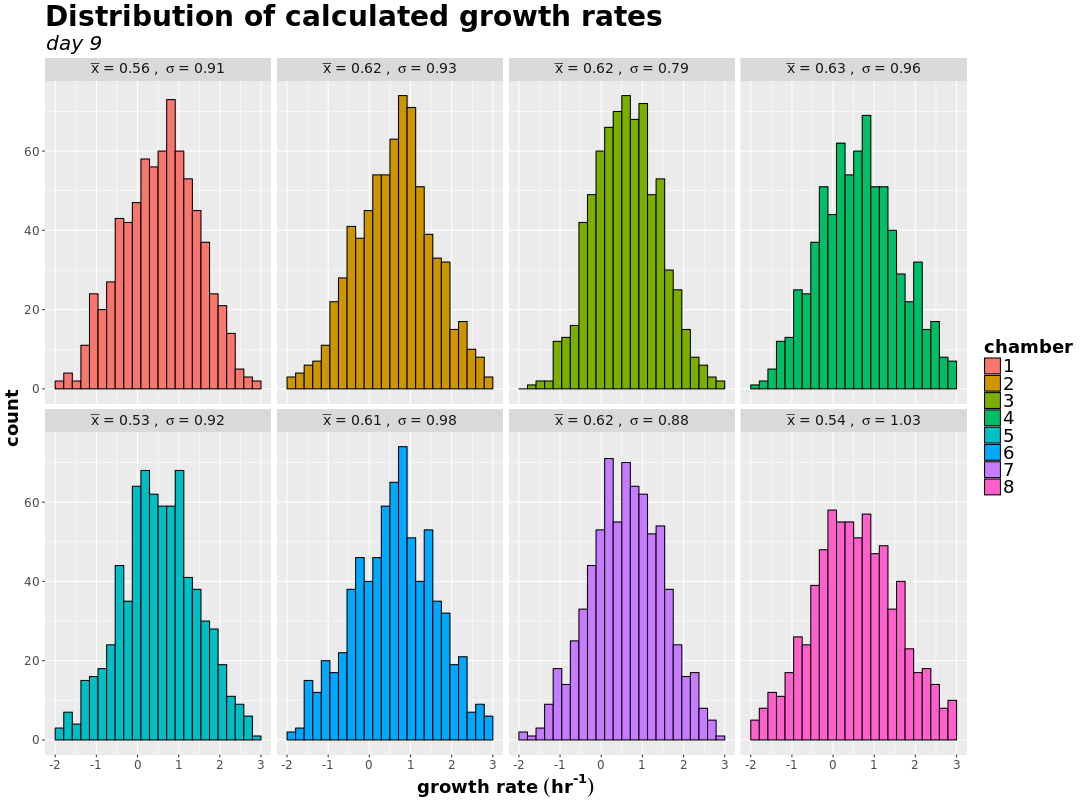 Distribution of calculated growth rates
day 9
x̅ = 0.56 , σ = 0.91
x̅ = 0.62 , σ = 0.93
x̅ = 0.62 , σ = 0.79
x̅ = 0.63 , σ = 0.96
60
40
20
0
x̅ = 0.53 , σ = 0.92
x̅ = 0.61 , σ = 0.98
x̅ = 0.62 , σ = 0.88
x̅ = 0.54 , σ = 1.03
60
40
20
0
count
-2 -1 0 1 2 3
-2 -1 0 1 2 3
-2 -1 0 1 2 3
-2 -1 0 1 2 3
growth rate (hr⁻¹)
chamber
1
2
3
4
5
6
7
8